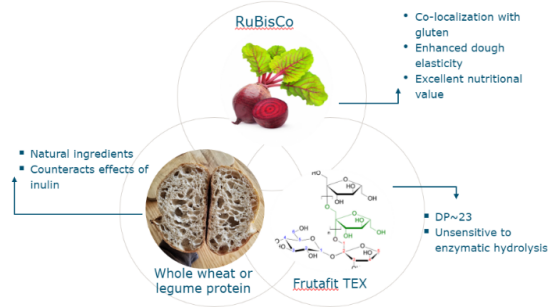 RuBisCo
Co-localization with
gluten
Enhanced dough
elasticity
Excellent nutritional
value
Natural ingredients
Counteracts effects of
inulin
Whole wheat or
legume protein
DP~23
Unsensitive to
enzymatic hydrolysis
Frutafit TEX